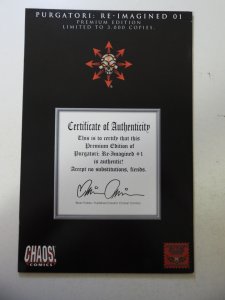 PURGATORI: RE-IMAGINED 01
PREMIUM EDITION
LIMITED TO 3,000 COPIES.
Certificate of Authenticity
This is to certify that this
Premium Edition of
Purgatori: Re-Imagined #1
is authentic!
Accept no substitutions, fiends.
CHAOS!
COMICS